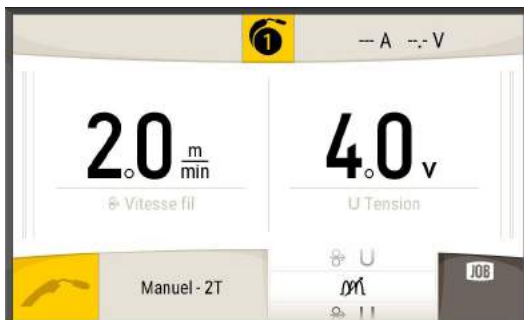 1 --- A --.- V
2.0 m/min 4.0 V
Vitesse fil U Tension
U
Manuel - 2T
JOB
U